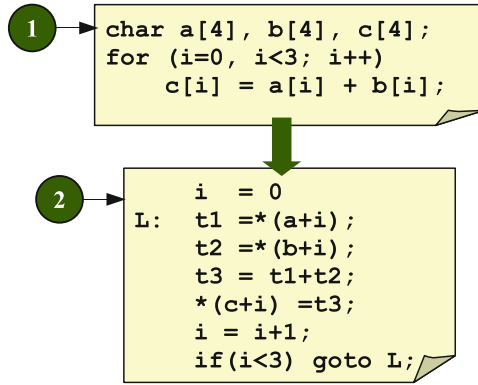 1
char a[4], b[4], c[4];
for (i=0, i<3; i++)
c[i] = a[i] + b[i];
2
i = 0
L: t1 =*(a+i);
t2 =*(b+i);
t3 = t1+t2;
*(c+i) =t3;
i = i+1;
if(i<3) goto L;